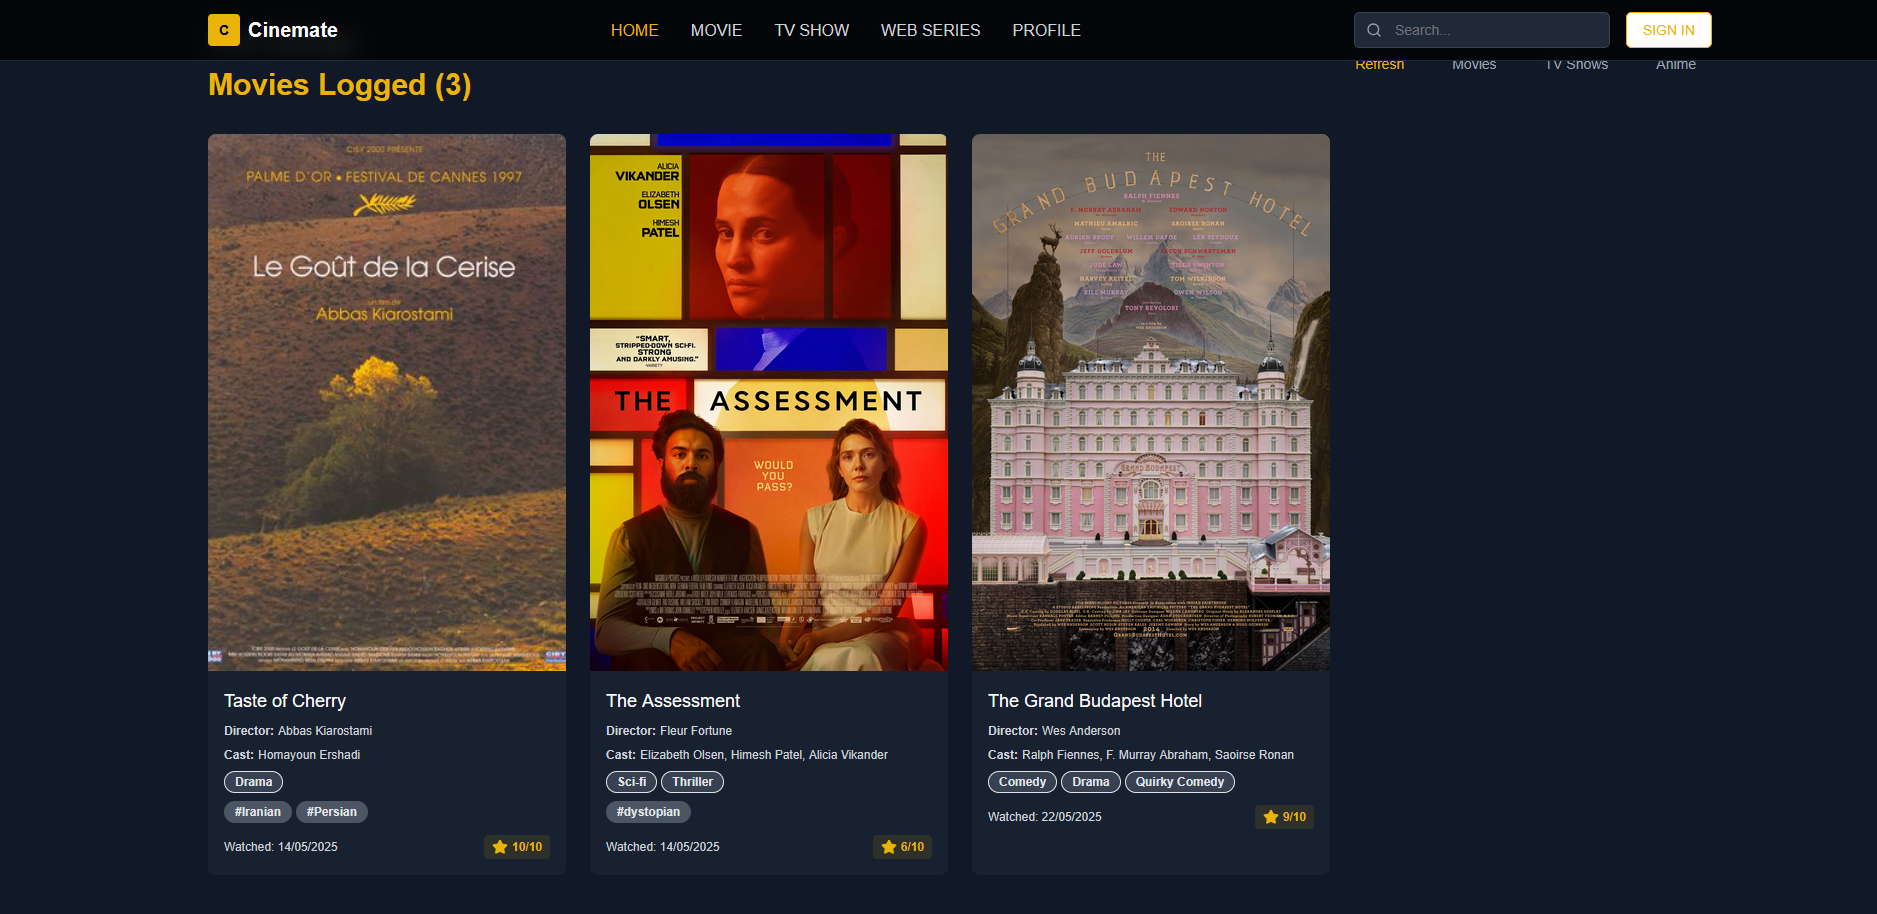 C Cinemate
HOME MOVIE TV SHOW WEB SERIES PROFILE
Search...
SIGN IN
Movies Logged (3)
Refresh Movies TV Shows Anime
CIBY 2000 PRÉSENTE
PALME D'OR • FESTIVAL DE CANNES 1997
Le Goût de la Cerise
un film de
Abbas Kiarostami
ALICIA
VIKANDER
ELIZABETH
OLSEN
HIMESH
PATEL
"SMART,
STRIPPED-DOWN SCI-FI.
STRONG
AND DARKLY AMUSING."
-VARIETY
THE ASSESSMENT
WOULD
YOU
PASS?
THE
GRAND BUDAPEST HOTEL
RALPH FIENNES
F. MURRAY ABRAHAM EDWARD NORTON
MATHIEU AMALRIC SAOIRSE RONAN
ADRIEN BRODY WILLEM DAFOE LÉA SEYDOUX
JEFF GOLDBLUM JASON SCHWARTZMAN
JUDE LAW TILDA SWINTON
HARVEY KEITEL TOM WILKINSON
BILL MURRAY OWEN WILSON
TONY REVOLORI
GRAND BUDAPEST
2014
GRANDBUDAPESTHOTEL.COM
Taste of Cherry
Director: Abbas Kiarostami
Cast: Homayoun Ershadi
Drama
#Iranian #Persian
Watched: 14/05/2025
10/10
The Assessment
Director: Fleur Fortune
Cast: Elizabeth Olsen, Himesh Patel, Alicia Vikander
Sci-fi Thriller
#dystopian
Watched: 14/05/2025
6/10
The Grand Budapest Hotel
Director: Wes Anderson
Cast: Ralph Fiennes, F. Murray Abraham, Saoirse Ronan
Comedy Drama Quirky Comedy
Watched: 22/05/2025
9/10